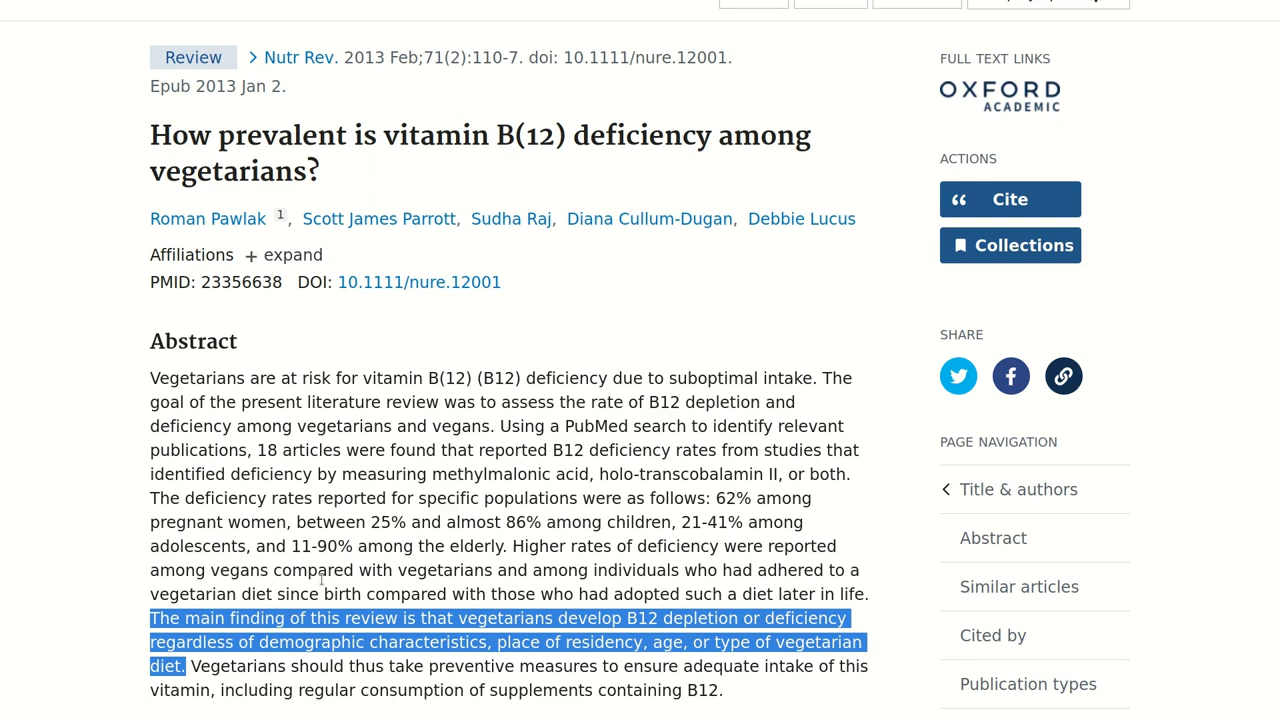 Review
Nutr Rev. 2013 Feb;71(2):110-7. doi: 10.1111/nure.12001.
Epub 2013 Jan 2.
How prevalent is vitamin B(12) deficiency among
vegetarians?
Roman Pawlak 1, Scott James Parrott, Sudha Raj, Diana Cullum-Dugan, Debbie Lucus
Affiliations + expand
PMID: 23356638 DOI: 10.1111/nure.12001
Abstract
Vegetarians are at risk for vitamin B(12) (B12) deficiency due to suboptimal intake. The
goal of the present literature review was to assess the rate of B12 depletion and
deficiency among vegetarians and vegans. Using a PubMed search to identify relevant
publications, 18 articles were found that reported B12 deficiency rates from studies that
identified deficiency by measuring methylmalonic acid, holo-transcobalamin II, or both.
The deficiency rates reported for specific populations were as follows: 62% among
pregnant women, between 25% and almost 86% among children, 21-41% among
adolescents, and 11-90% among the elderly. Higher rates of deficiency were reported
among vegans compared with vegetarians and among individuals who had adhered to a
vegetarian diet since birth compared with those who had adopted such a diet later in life.
The main finding of this review is that vegetarians develop B12 depletion or deficiency
regardless of demographic characteristics, place of residency, age, or type of vegetarian
diet. Vegetarians should thus take preventive measures to ensure adequate intake of this
vitamin, including regular consumption of supplements containing B12.
FULL TEXT LINKS
OXFORD
ACADEMIC
ACTIONS
Cite
Collections
SHARE
PAGE NAVIGATION
Title & authors
Abstract
Similar articles
Cited by
Publication types